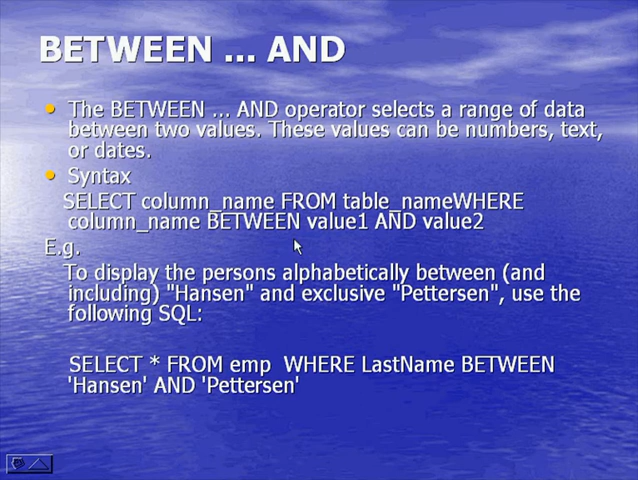 BETWEEN ... AND
The BETWEEN ... AND operator selects a range of data
between two values. These values can be numbers, text,
or dates.
Syntax
SELECT column_name FROM table_nameWHERE
column_name BETWEEN value1 AND value2
E.g.
To display the persons alphabetically between (and
including) "Hansen" and exclusive "Pettersen", use the
following SQL:
SELECT * FROM emp  WHERE LastName BETWEEN
'Hansen' AND 'Pettersen'